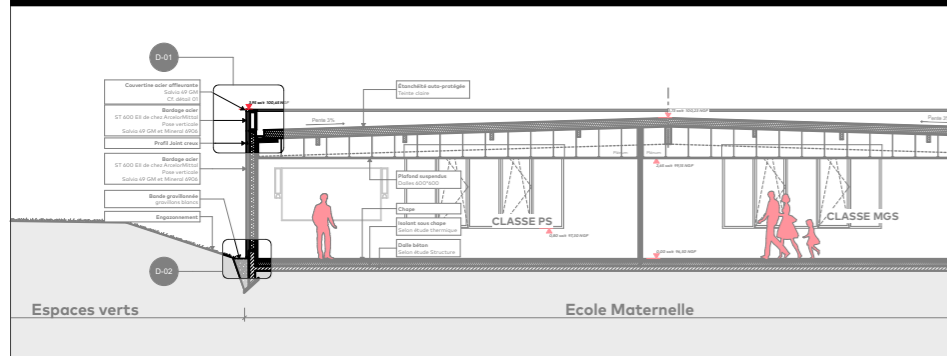 D-01
Couvertine acier affleurante
Salvia 69 GM
Cf. détail 01
Bardage acier
ST 600 EII de chez ArcelorMittal
Pose verticale
Salvia 69 GM et Mineral 6906
Profil Joint creux
Bardage acier
ST 600 EII de chez ArcelorMittal
Pose verticale
Salvia 69 GM et Mineral 6906
Bande gravillonnée
gravillons blancs
Engazonnement
D-02
Etanchéité auto-protégée
Teinte claire
Pente 3%
Pente 3%
Plafond suspendus
Dalles 600*600
Chape
Isolant sous chape
Selon étude thermique
Dalle béton
Selon étude Structure
CLASSE PS
CLASSE MGS
Espaces verts
Ecole Maternelle